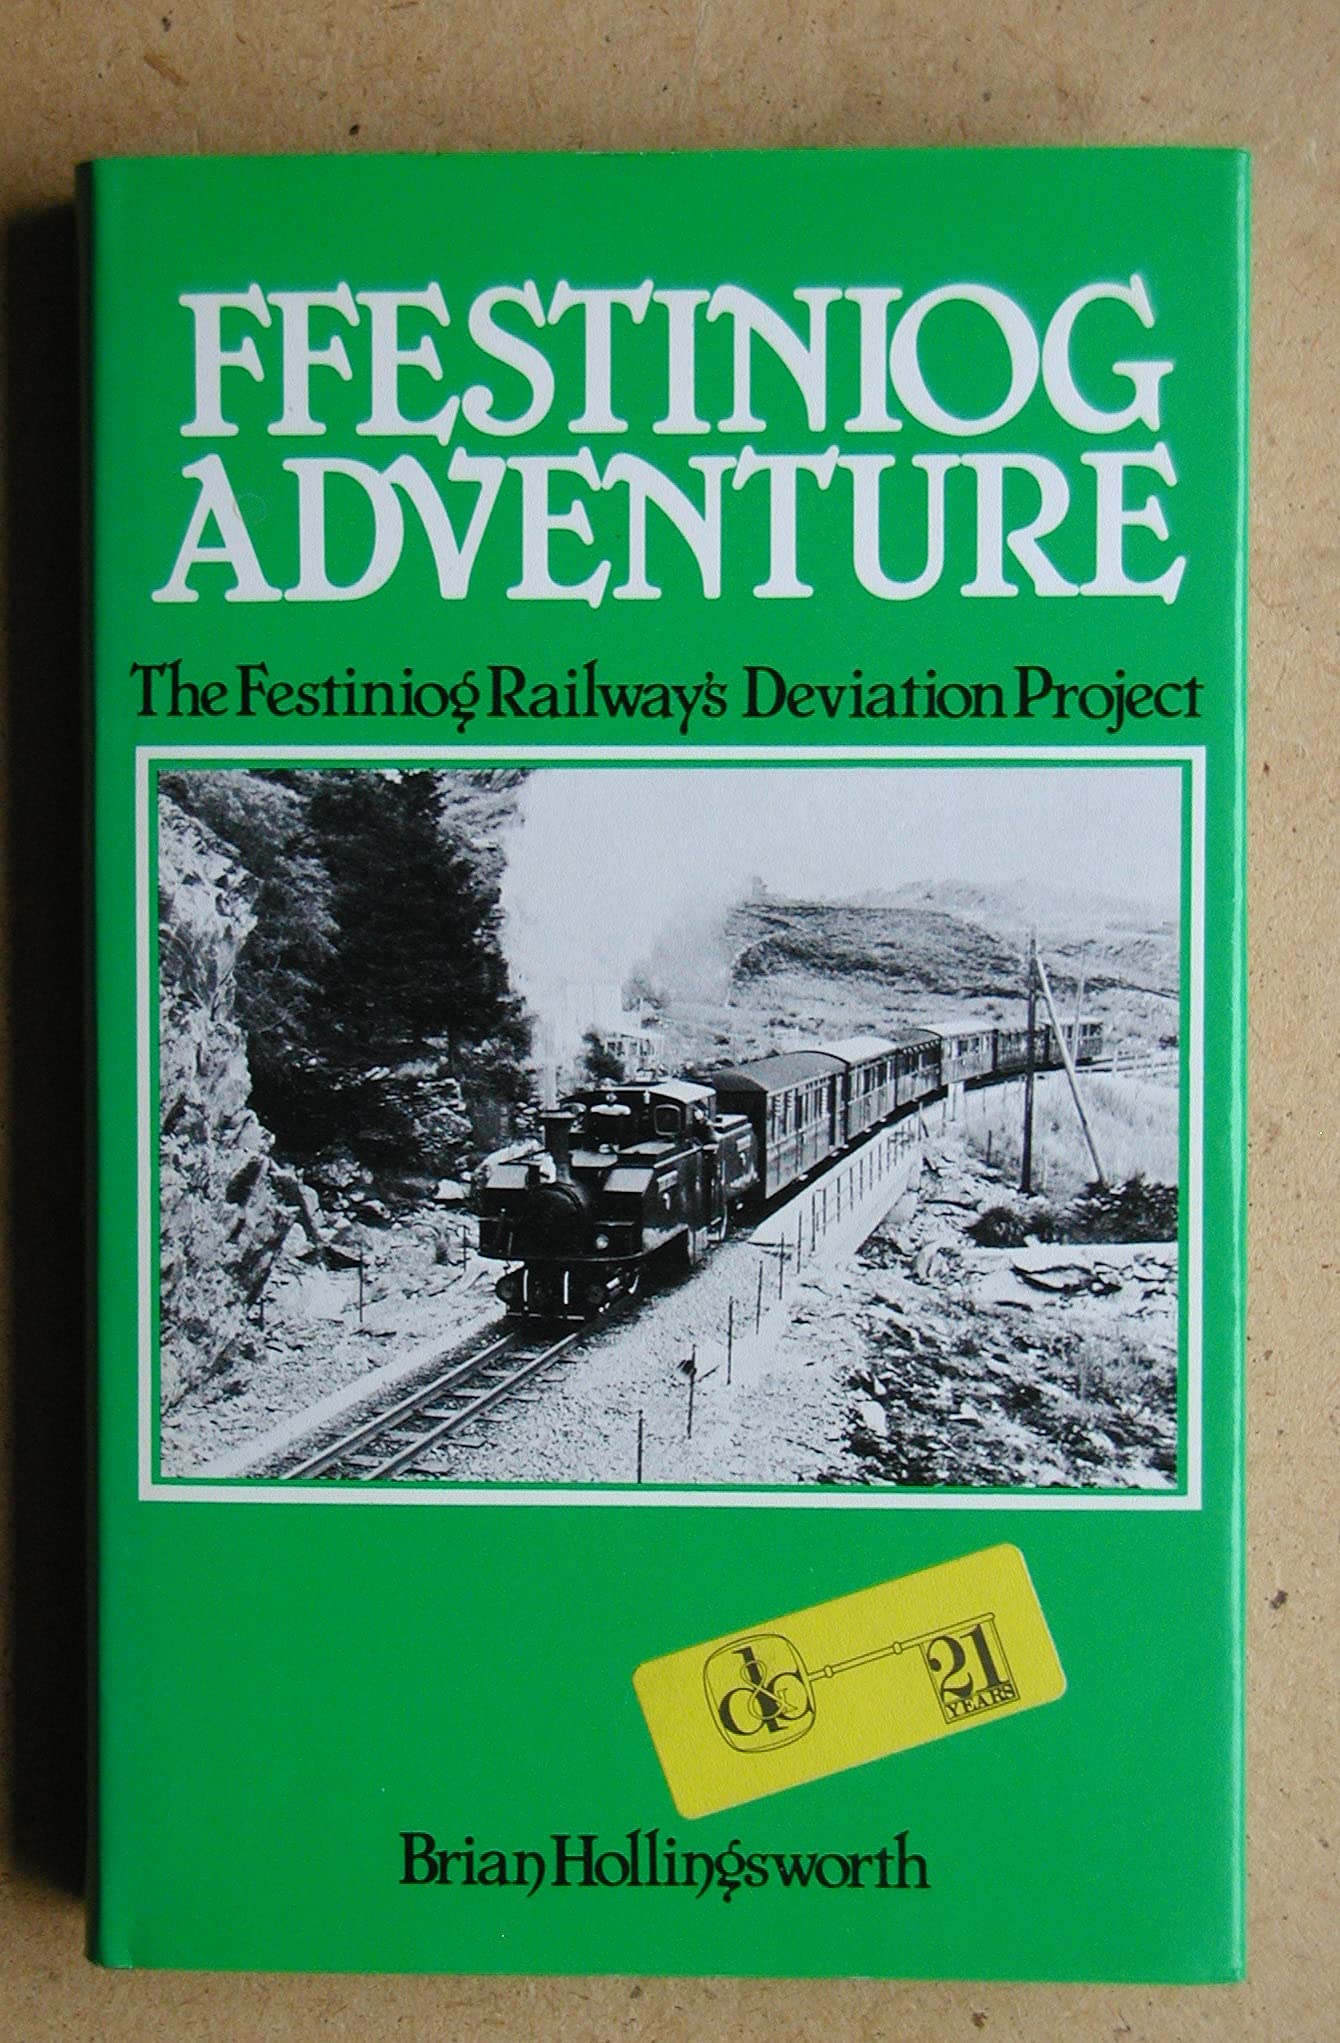 FFESTINIOG
ADVENTURE
The Festiniog Railway's Deviation Project
d&c
21
YEARS
Brian Hollingsworth